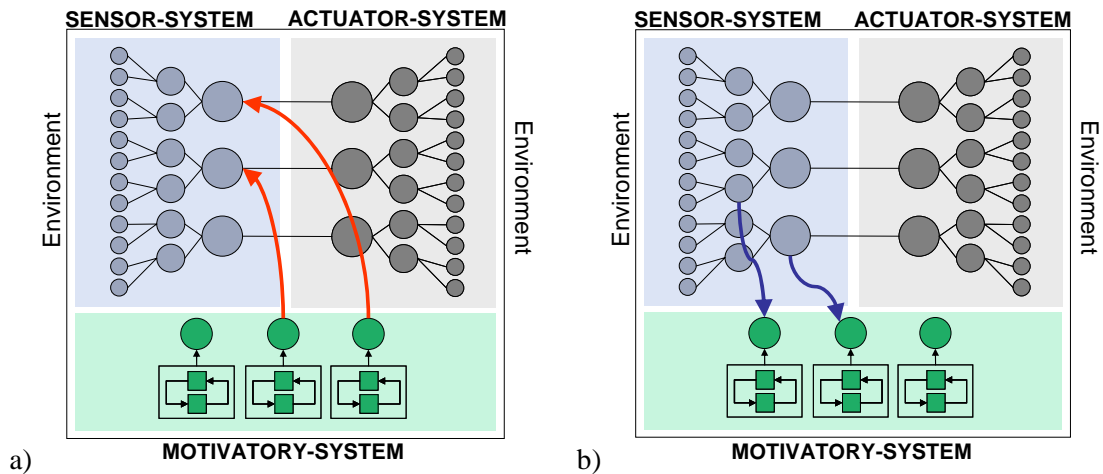 SENSOR-SYSTEM ACTUATOR-SYSTEM
Environment
Environment
MOTIVATORY-SYSTEM
a)
SENSOR-SYSTEM ACTUATOR-SYSTEM
Environment
Environment
MOTIVATORY-SYSTEM
b)